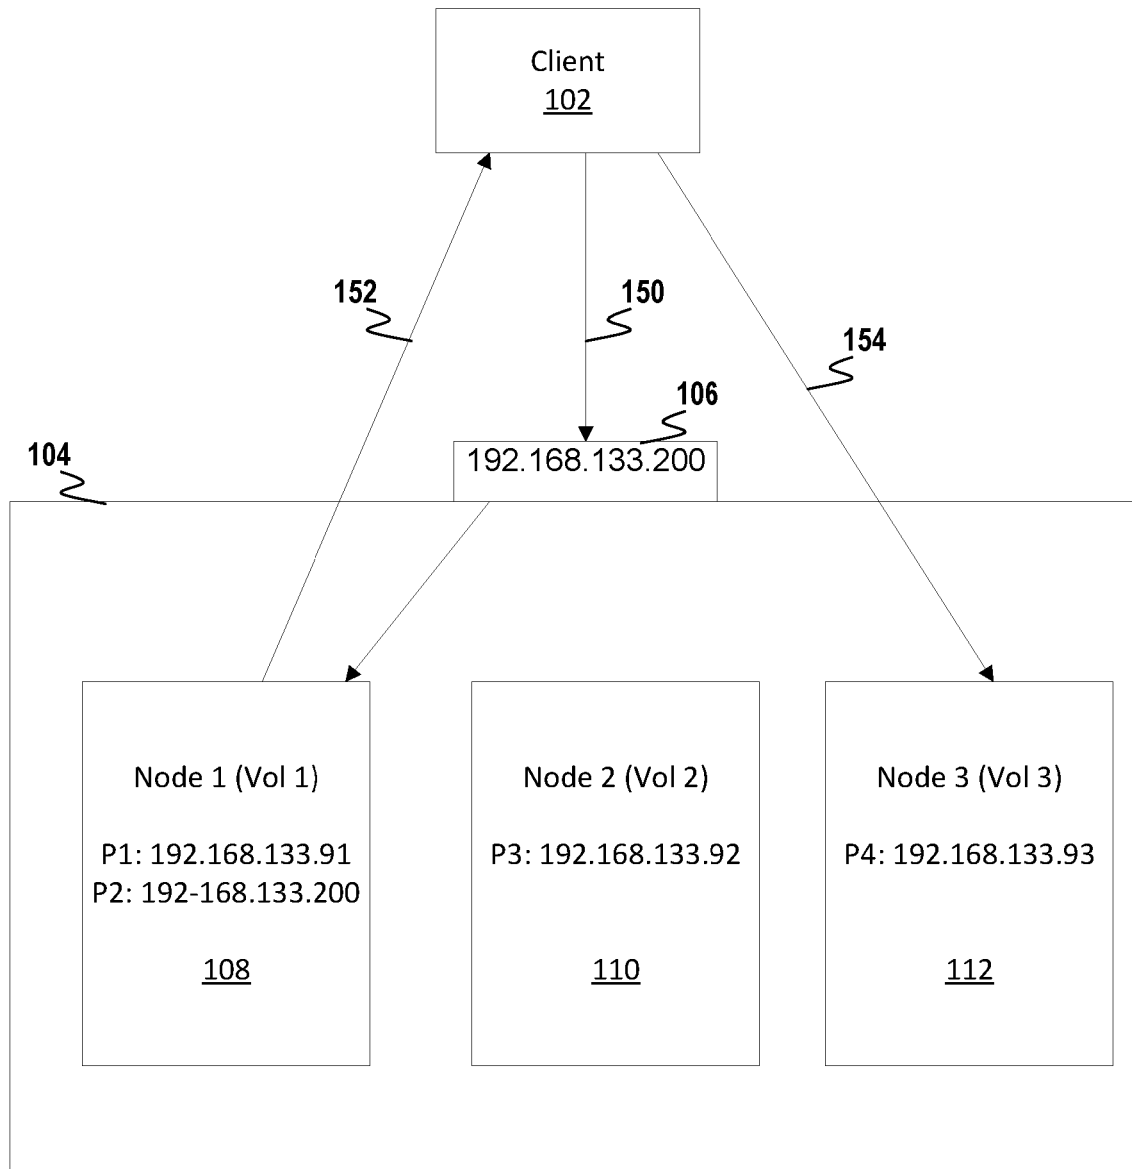 Client
102
152
150
154
106
104
192.168.133.200
Node 1 (Vol 1)
P1: 192.168.133.91
P2: 192-168.133.200
108
Node 2 (Vol 2)
P3: 192.168.133.92
110
Node 3 (Vol 3)
P4: 192.168.133.93
112